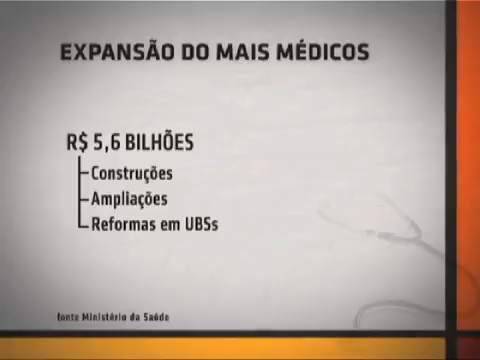 EXPANSÃO DO MAIS MÉDICOS
R$ 5,6 BILHÕES
Construções
Ampliações
Reformas em UBSs
fonte Ministério da Saúde